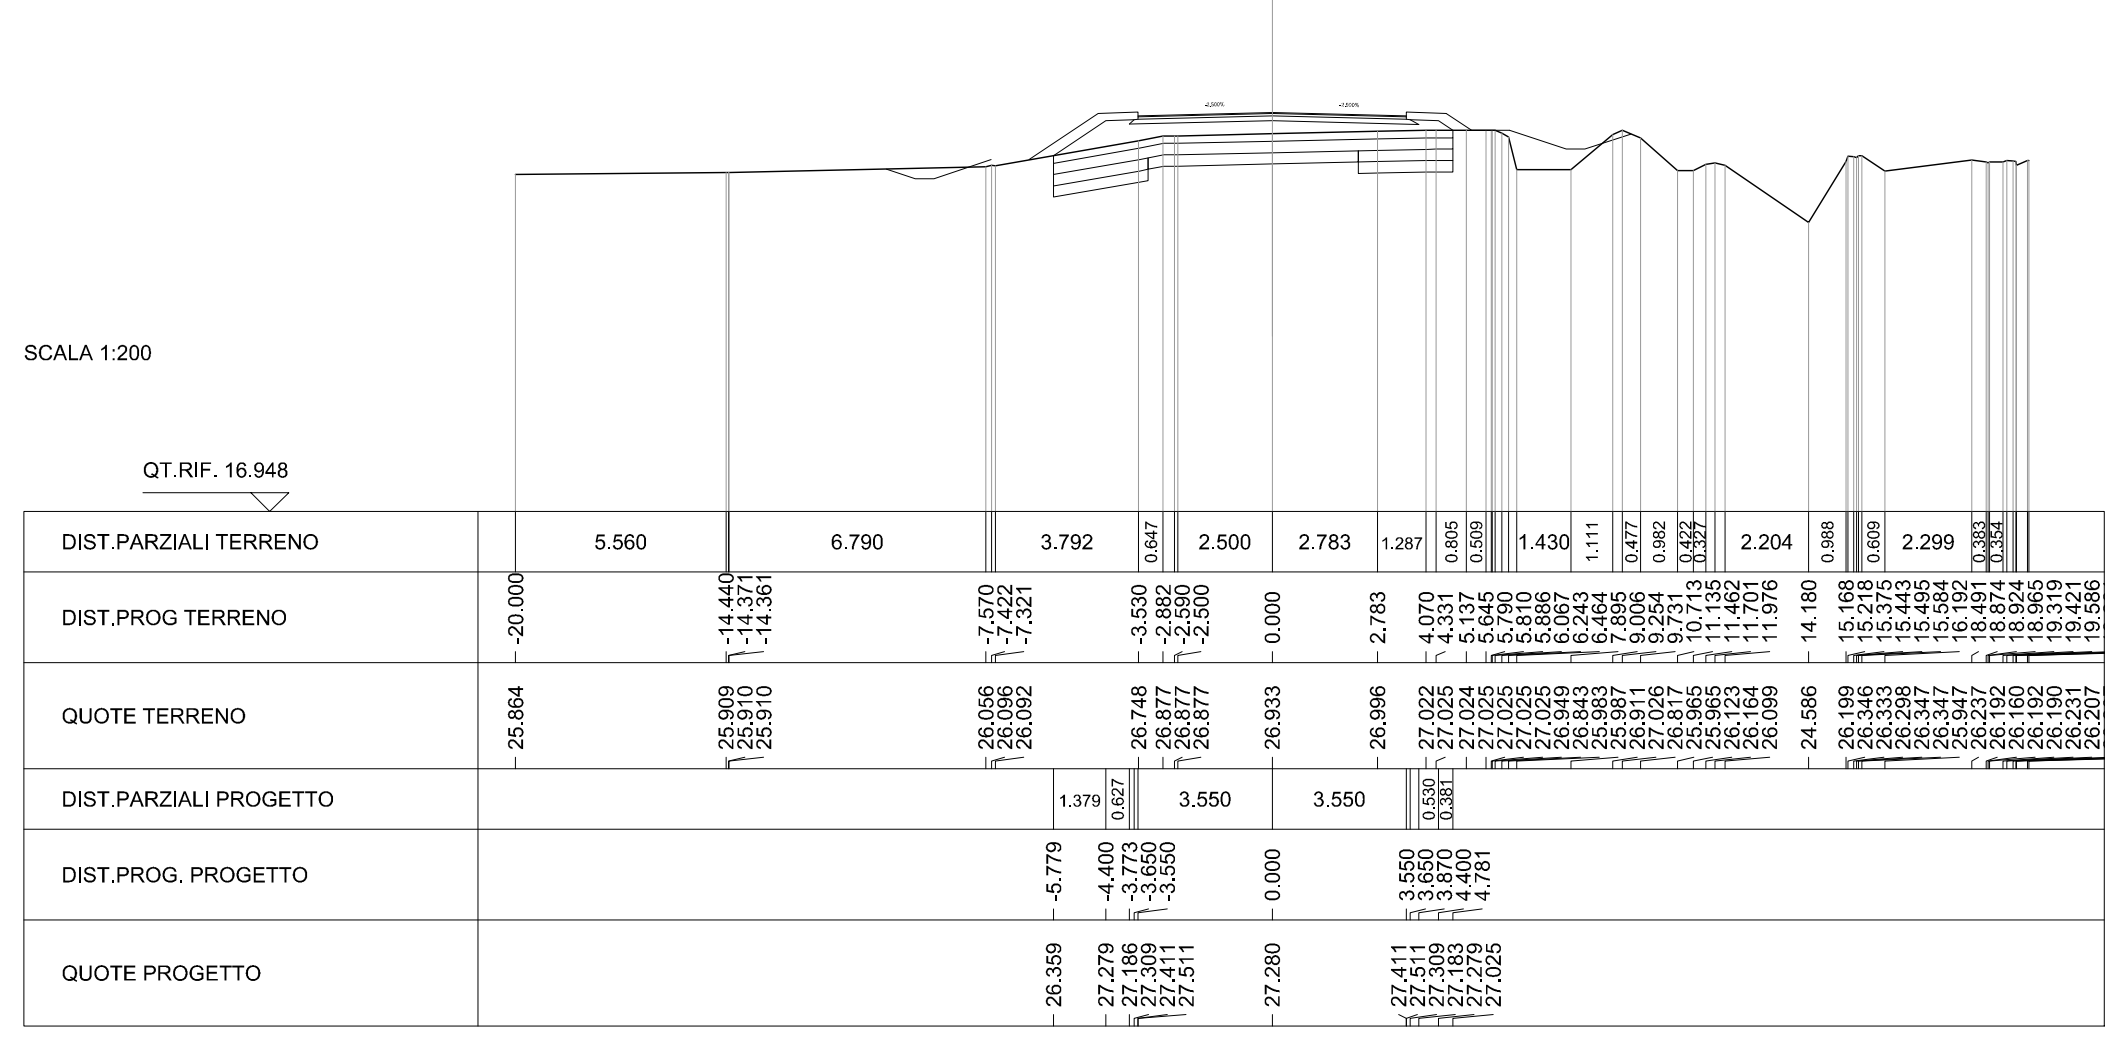 -2,500% -2,500%
SCALA 1:200
QT.RIF. 16.948
DIST.PARZIALI TERRENO 5.560 6.790 3.792 0.647 2.500 2.783 1.287 0.805 0.509 1.430 1.111 0.477 0.982 0.422 0.327 2.204 0.988 0.609 2.299 0.383 0.354
DIST.PROG TERRENO -20.000 -14.440 -14.371 -14.361 -7.570 -7.422 -7.321 -3.530 -2.882 -2.590 -2.500 0.000 2.783 4.070 4.331 5.137 5.645 5.790 5.810 5.886 6.067 6.243 6.464 7.895 9.006 9.254 9.731 10.713 11.135 11.462 11.701 11.976 14.180 15.168 15.218 15.375 15.443 15.495 15.584 16.192 18.491 18.874 18.924 18.965 19.319 19.421 19.586
QUOTE TERRENO 25.864 25.909 25.910 25.910 26.056 26.096 26.092 26.748 26.877 26.877 26.877 26.933 26.996 27.022 27.025 27.024 27.025 27.025 27.025 27.025 26.949 26.843 25.983 25.987 26.911 27.026 26.817 25.965 25.965 26.123 26.164 26.099 24.586 26.199 26.346 26.333 26.298 26.347 26.347 25.947 26.237 26.192 26.160 26.192 26.190 26.231 26.207
DIST.PARZIALI PROGETTO 1.379 0.627 3.550 3.550 0.530 0.381
DIST.PROG. PROGETTO -5.779 -4.400 -3.773 -3.650 -3.550 0.000 3.550 3.650 3.870 4.400 4.781
QUOTE PROGETTO 26.359 27.279 27.186 27.309 27.411 27.511 27.280 27.411 27.511 27.309 27.183 27.279 27.025